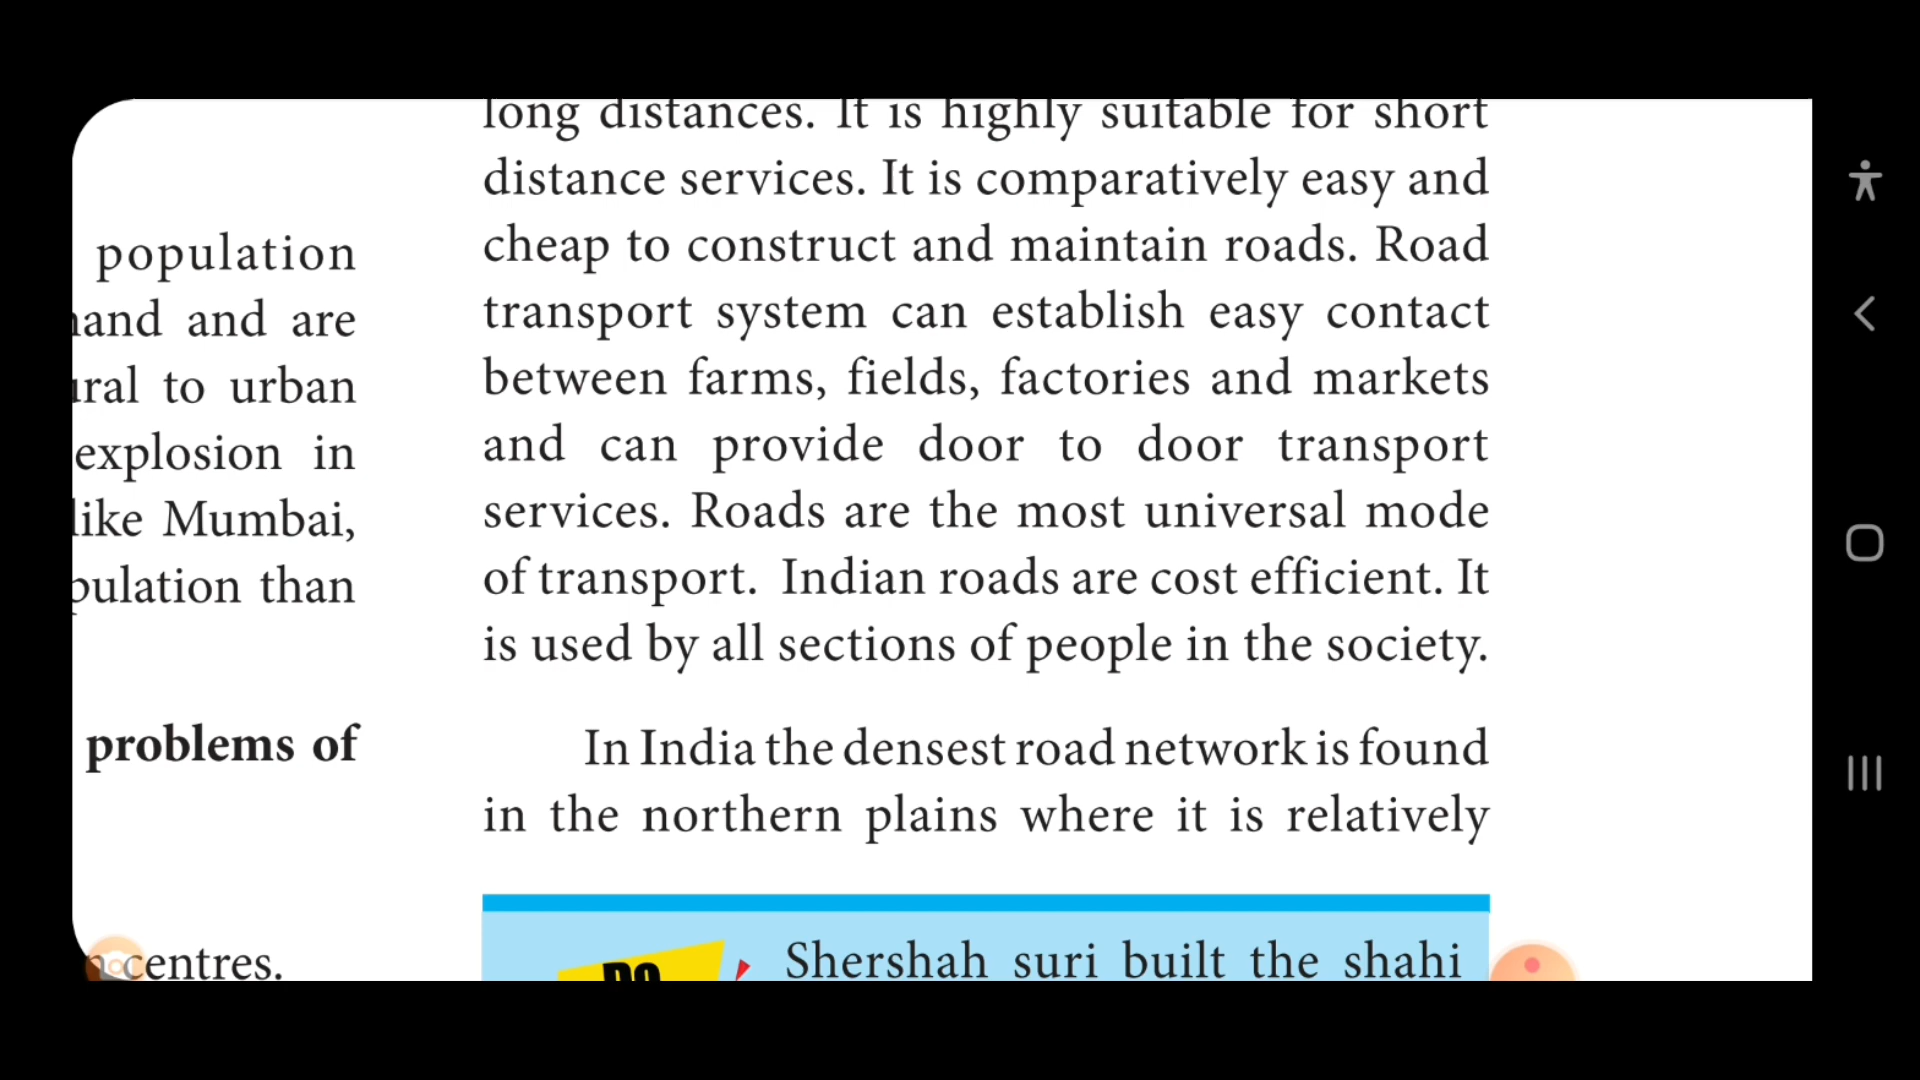 population
and are
to urban
explosion in
like Mumbai,
than
problems of
centres.
long distances. It is highly suitable for short
distance services. It is comparatively easy and
cheap to construct and maintain roads. Road
transport system can establish easy contact
between farms, fields, factories and markets
and can provide door to door transport
services. Roads are the most universal mode
of transport.  Indian roads are cost efficient. It
is used by all sections of people in the society.
In India the densest road network is found
in the northern plains where it is relatively
DO
Shershah suri built the shahi